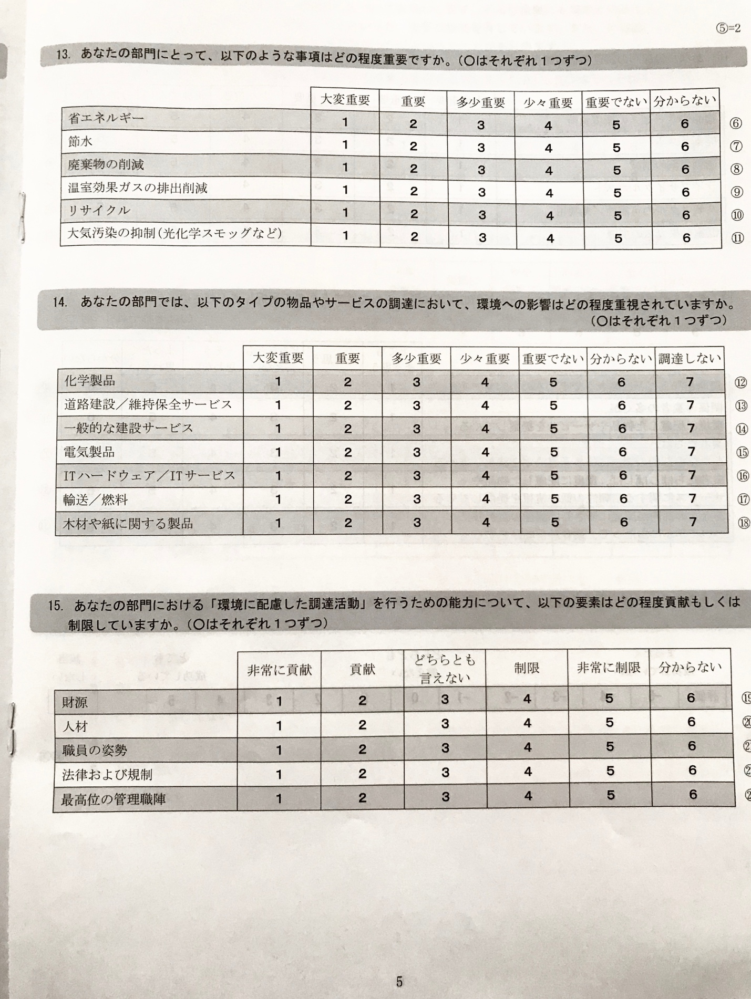 ⑤=2
13. あなたの部門にとって、以下のような事項はどの程度重要ですか。(〇はそれぞれ１つずつ)
大変重要 重要 多少重要 少々重要 重要でない 分からない
省エネルギー 1 2 3 4 5 6 ⑥
節水 1 2 3 4 5 6 ⑦
廃棄物の削減 1 2 3 4 5 6 ⑧
温室効果ガスの排出削減 1 2 3 4 5 6 ⑨
リサイクル 1 2 3 4 5 6 ⑩
大気汚染の抑制(光化学スモッグなど) 1 2 3 4 5 6 ⑪
14. あなたの部門では、以下のタイプの物品やサービスの調達において、環境への影響はどの程度重視されていますか。
(〇はそれぞれ１つずつ)
大変重要 重要 多少重要 少々重要 重要でない 分からない 調達しない
化学製品 1 2 3 4 5 6 7 ⑫
道路建設／維持保全サービス 1 2 3 4 5 6 7 ⑬
一般的な建設サービス 1 2 3 4 5 6 7 ⑭
電気製品 1 2 3 4 5 6 7 ⑮
ITハードウェア／ITサービス 1 2 3 4 5 6 7 ⑯
輸送／燃料 1 2 3 4 5 6 7 ⑰
木材や紙に関する製品 1 2 3 4 5 6 7 ⑱
15. あなたの部門における「環境に配慮した調達活動」を行うための能力について、以下の要素はどの程度貢献もしくは
制限していますか。(〇はそれぞれ１つずつ)
非常に貢献 貢献 どちらとも 制限 非常に制限 分からない
言えない
財源 1 2 3 4 5 6 ⑲
人材 1 2 3 4 5 6 ⑳
職員の姿勢 1 2 3 4 5 6
法律および規制 1 2 3 4 5 6
最高位の管理職陣 1 2 3 4 5 6
5